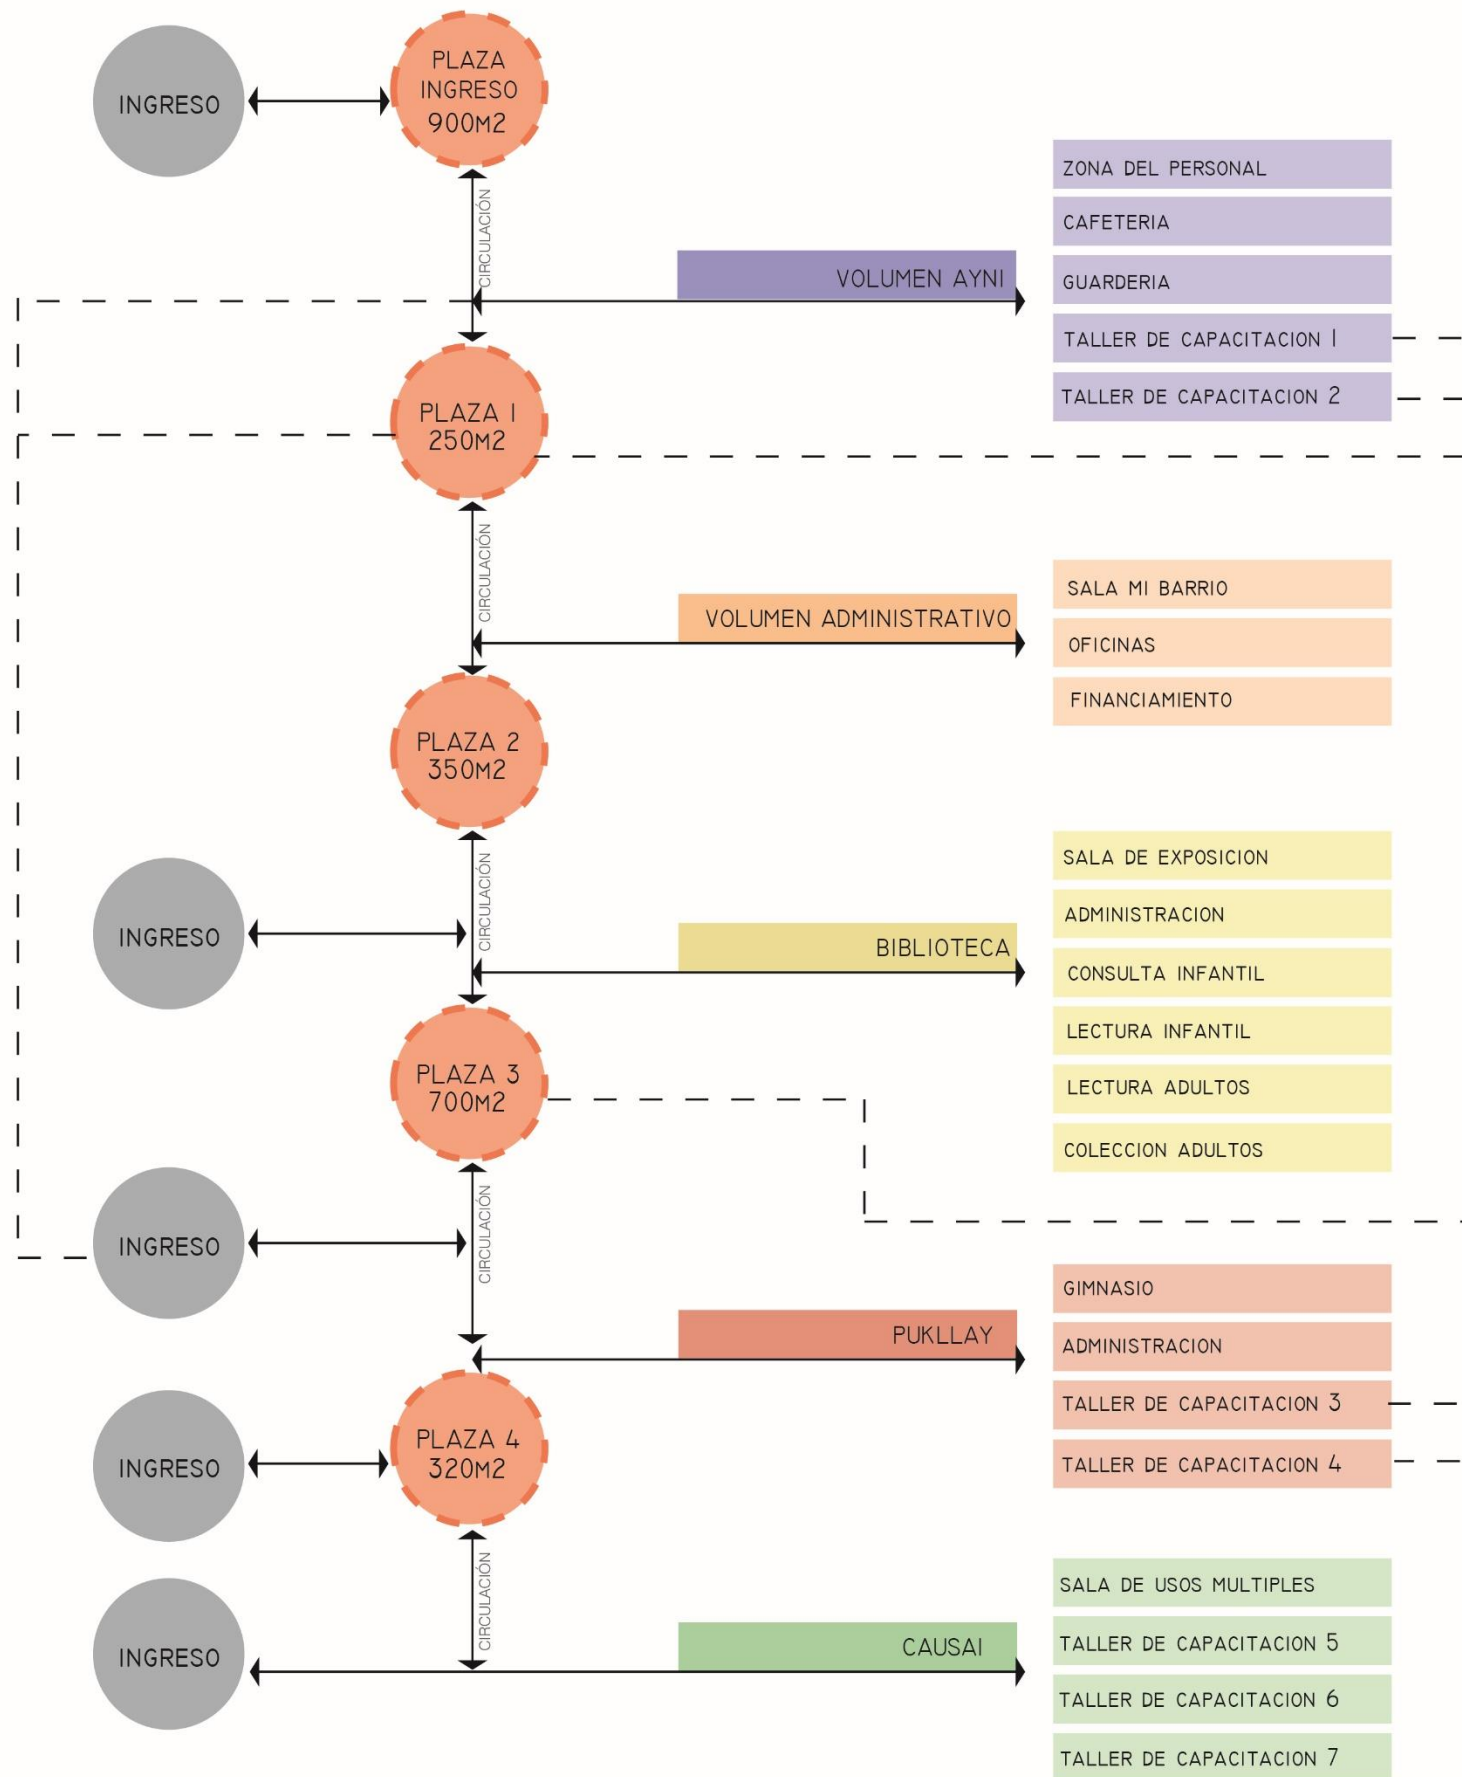 INGRESO
PLAZA
INGRESO
900M2
CIRCULACIÓN
VOLUMEN AYNI
ZONA DEL PERSONAL
CAFETERIA
GUARDERIA
TALLER DE CAPACITACION 1
TALLER DE CAPACITACION 2
PLAZA 1
250M2
CIRCULACIÓN
VOLUMEN ADMINISTRATIVO
SALA MI BARRIO
OFICINAS
FINANCIAMIENTO
PLAZA 2
350M2
INGRESO
CIRCULACIÓN
BIBLIOTECA
SALA DE EXPOSICION
ADMINISTRACION
CONSULTA INFANTIL
LECTURA INFANTIL
LECTURA ADULTOS
COLECCION ADULTOS
PLAZA 3
700M2
INGRESO
CIRCULACIÓN
PUKLLAY
GIMNASIO
ADMINISTRACION
TALLER DE CAPACITACION 3
TALLER DE CAPACITACION 4
INGRESO
PLAZA 4
320M2
CIRCULACIÓN
INGRESO
CAUSAI
SALA DE USOS MULTIPLES
TALLER DE CAPACITACION 5
TALLER DE CAPACITACION 6
TALLER DE CAPACITACION 7